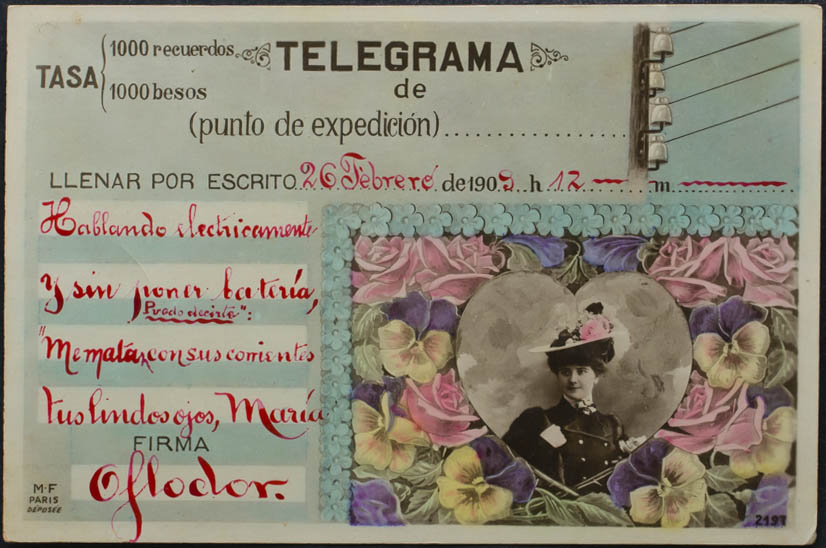 TASA { 1000 recuerdos
1000 besos
TELEGRAMA
de
(punto de expedición)
LLENAR POR ESCRITO 26 Febrero de 1909 h 12 m
Hablando electricamente
y sin poner batería,
Puedo decirte":
"Me matan con sus corrientes
tus lindos ojos, María
FIRMA
M·F
PARIS
DÉPOSÉE
2197